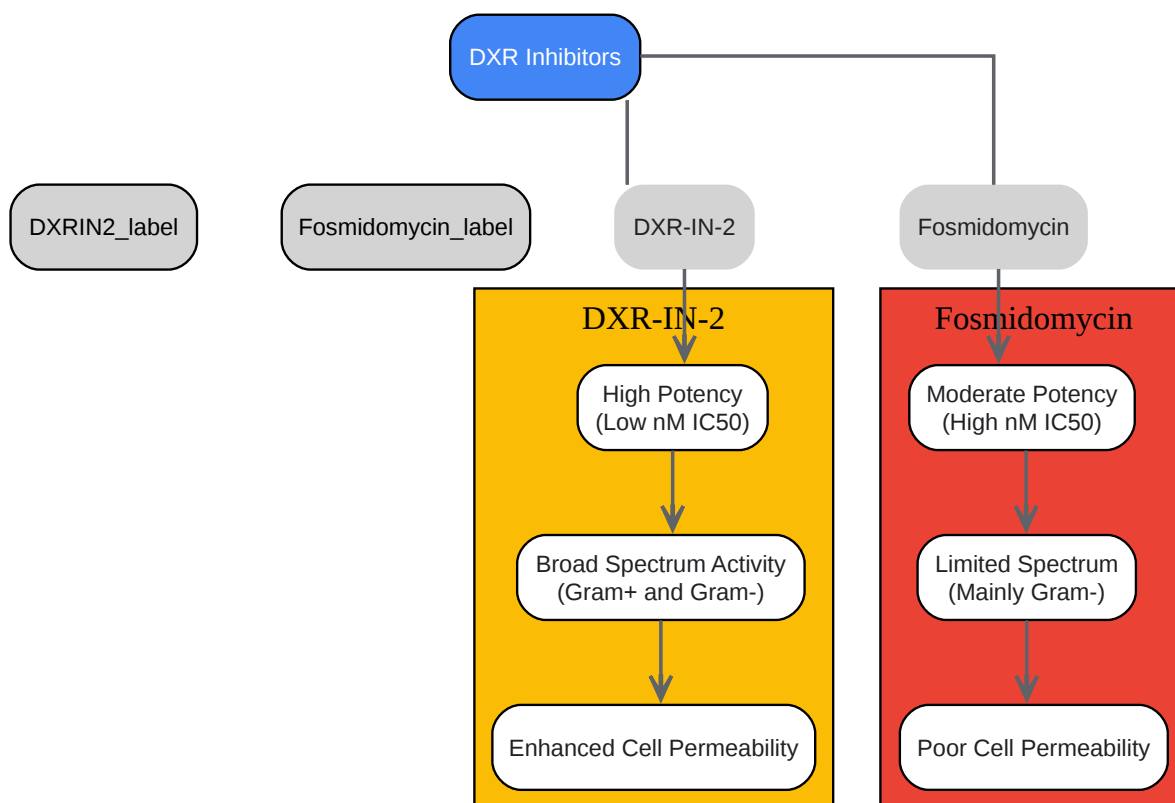 DXR Inhibitors
DXRIN2_label
Fosmidomycin_label
DXR-IN-2
Fosmidomycin
DXR-IN-2
High Potency
(Low nM IC50)
Broad Spectrum Activity
(Gram+ and Gram-)
Enhanced Cell Permeability
Fosmidomycin
Moderate Potency
(High nM IC50)
Limited Spectrum
(Mainly Gram-)
Poor Cell Permeability